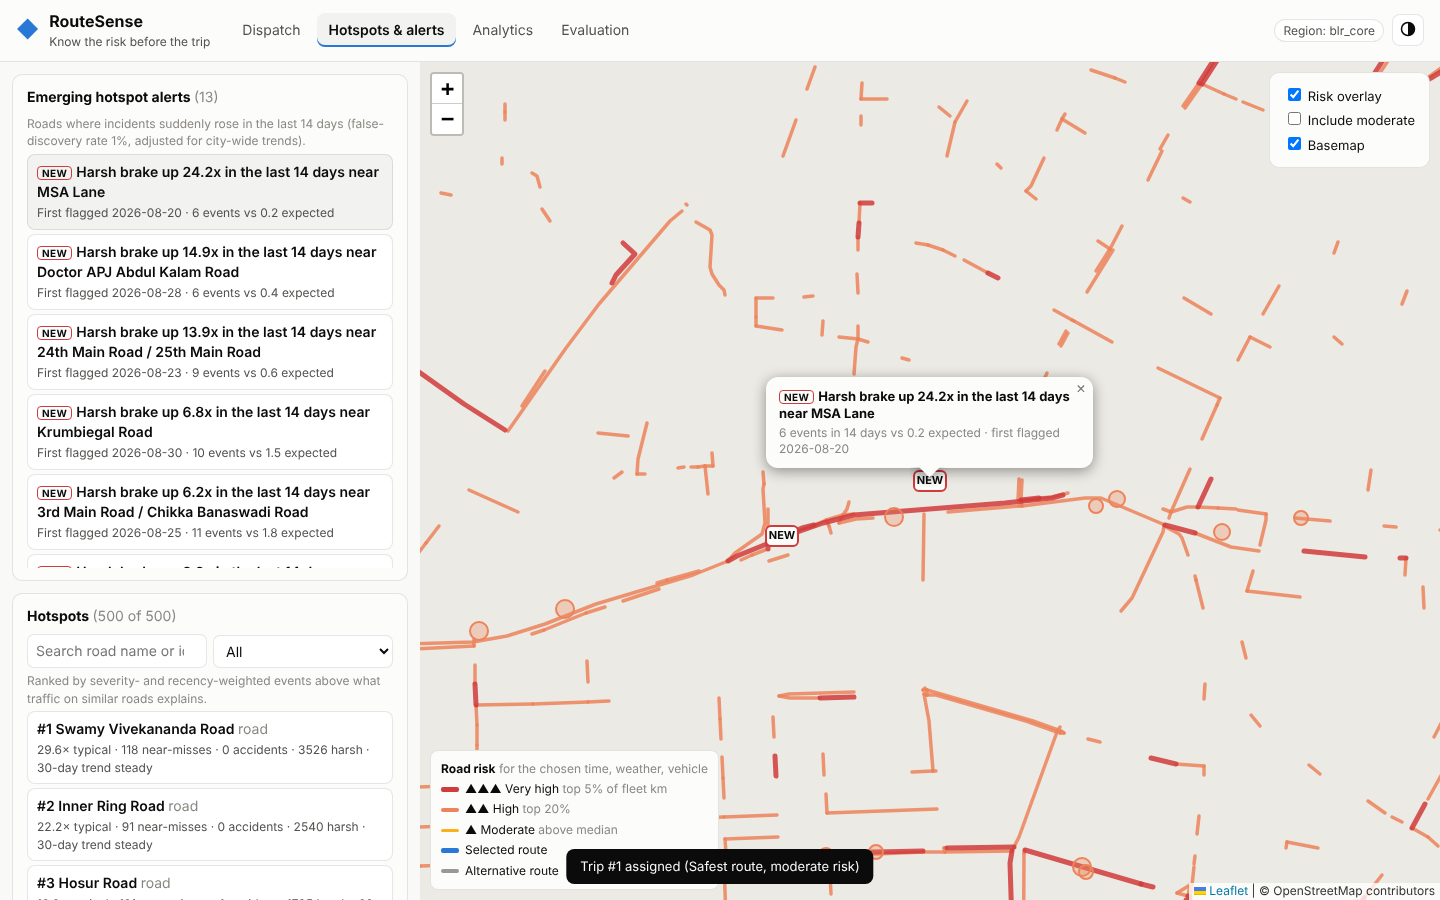 RouteSense
Know the risk before the trip
Dispatch
Hotspots & alerts
Analytics
Evaluation
Region: blr_core
Emerging hotspot alerts (13)
Roads where incidents suddenly rose in the last 14 days (false-
discovery rate 1%, adjusted for city-wide trends).
NEW Harsh brake up 24.2x in the last 14 days near
MSA Lane
First flagged 2026-08-20 · 6 events vs 0.2 expected
NEW Harsh brake up 14.9x in the last 14 days near
Doctor APJ Abdul Kalam Road
First flagged 2026-08-28 · 6 events vs 0.4 expected
NEW Harsh brake up 13.9x in the last 14 days near
24th Main Road / 25th Main Road
First flagged 2026-08-23 · 9 events vs 0.6 expected
NEW Harsh brake up 6.8x in the last 14 days near
Krumbiegal Road
First flagged 2026-08-30 · 10 events vs 1.5 expected
NEW Harsh brake up 6.2x in the last 14 days near
3rd Main Road / Chikka Banaswadi Road
First flagged 2026-08-25 · 11 events vs 1.8 expected
Hotspots (500 of 500)
Search road name or
All
Ranked by severity- and recency-weighted events above what
traffic on similar roads explains.
#1 Swamy Vivekananda Road road
29.6× typical · 118 near-misses · 0 accidents · 3526 harsh ·
30-day trend steady
#2 Inner Ring Road road
22.2× typical · 91 near-misses · 0 accidents · 2540 harsh ·
30-day trend steady
#3 Hosur Road road
+
−
Risk overlay
Include moderate
Basemap
NEW Harsh brake up 24.2x in the last 14 days
near MSA Lane
6 events in 14 days vs 0.2 expected · first flagged
2026-08-20
×
NEW
NEW
Road risk for the chosen time, weather, vehicle
▲▲▲ Very high top 5% of fleet km
▲▲ High top 20%
▲ Moderate above median
Selected route
Alternative route
Trip #1 assigned (Safest route, moderate risk)
Leaflet | © OpenStreetMap contributors